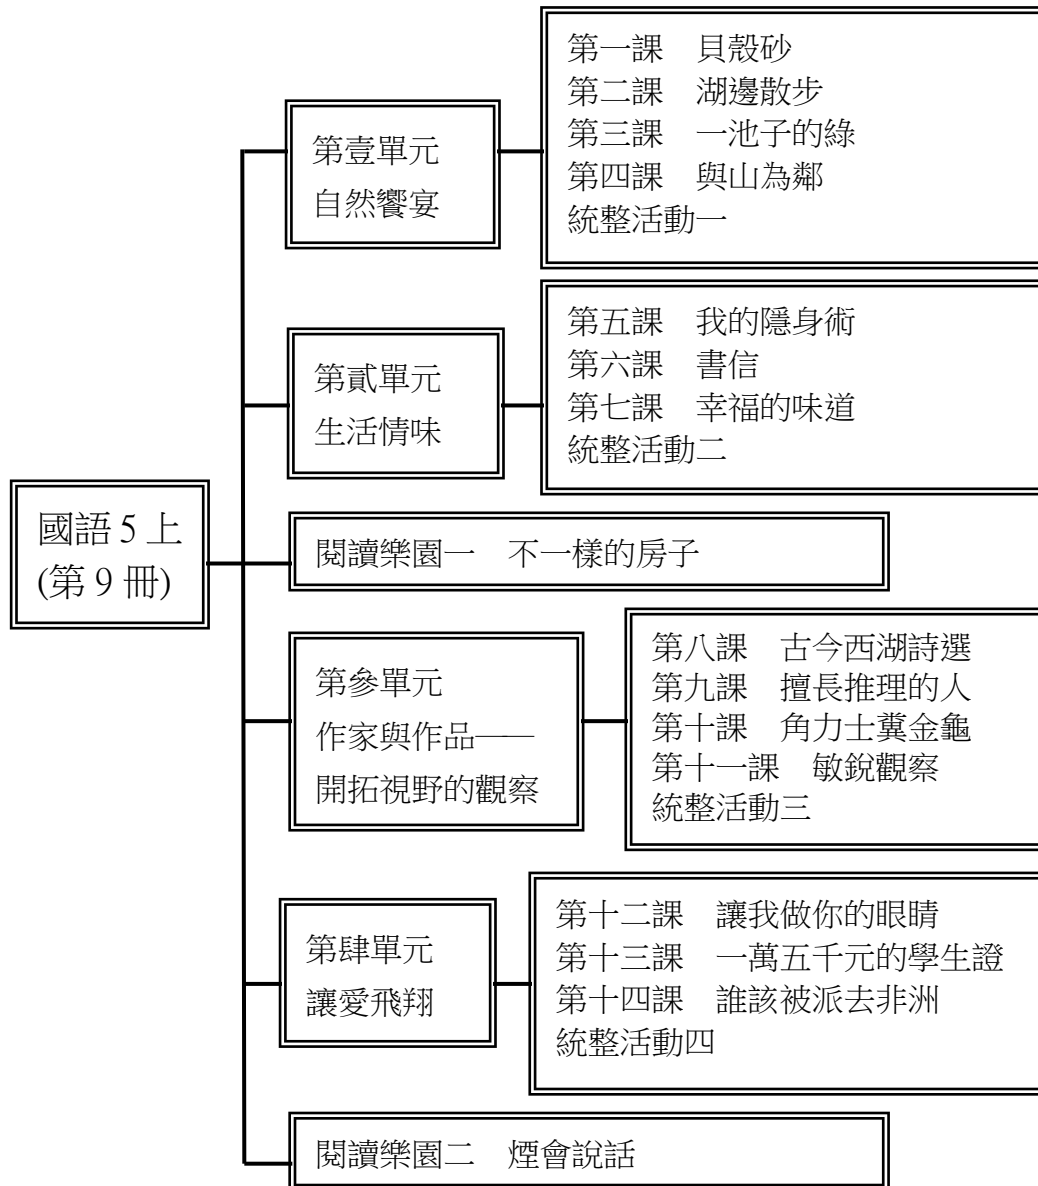 國語 5 上
(第 9 冊)
第壹單元
自然饗宴
第一課　貝殼砂
第二課　湖邊散步
第三課　一池子的綠
第四課　與山為鄰
統整活動一
第貳單元
生活情味
第五課　我的隱身術
第六課　書信
第七課　幸福的味道
統整活動二
閱讀樂園一　不一樣的房子
第參單元
作家與作品——
開拓視野的觀察
第八課　古今西湖詩選
第九課　擅長推理的人
第十課　角力士糞金龜
第十一課　敏銳觀察
統整活動三
第肆單元
讓愛飛翔
第十二課　讓我做你的眼睛
第十三課　一萬五千元的學生證
第十四課　誰該被派去非洲
統整活動四
閱讀樂園二　煙會說話